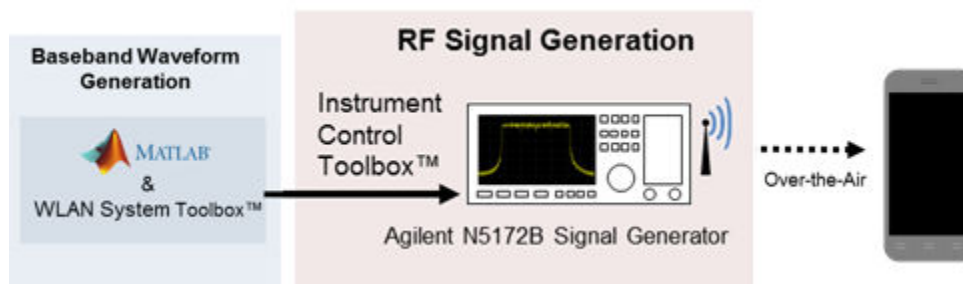 Baseband Waveform
Generation
MATLAB®
&
WLAN System Toolbox™
RF Signal Generation
Instrument
Control
Toolbox™
Agilent N5172B Signal Generator
Over-the-Air